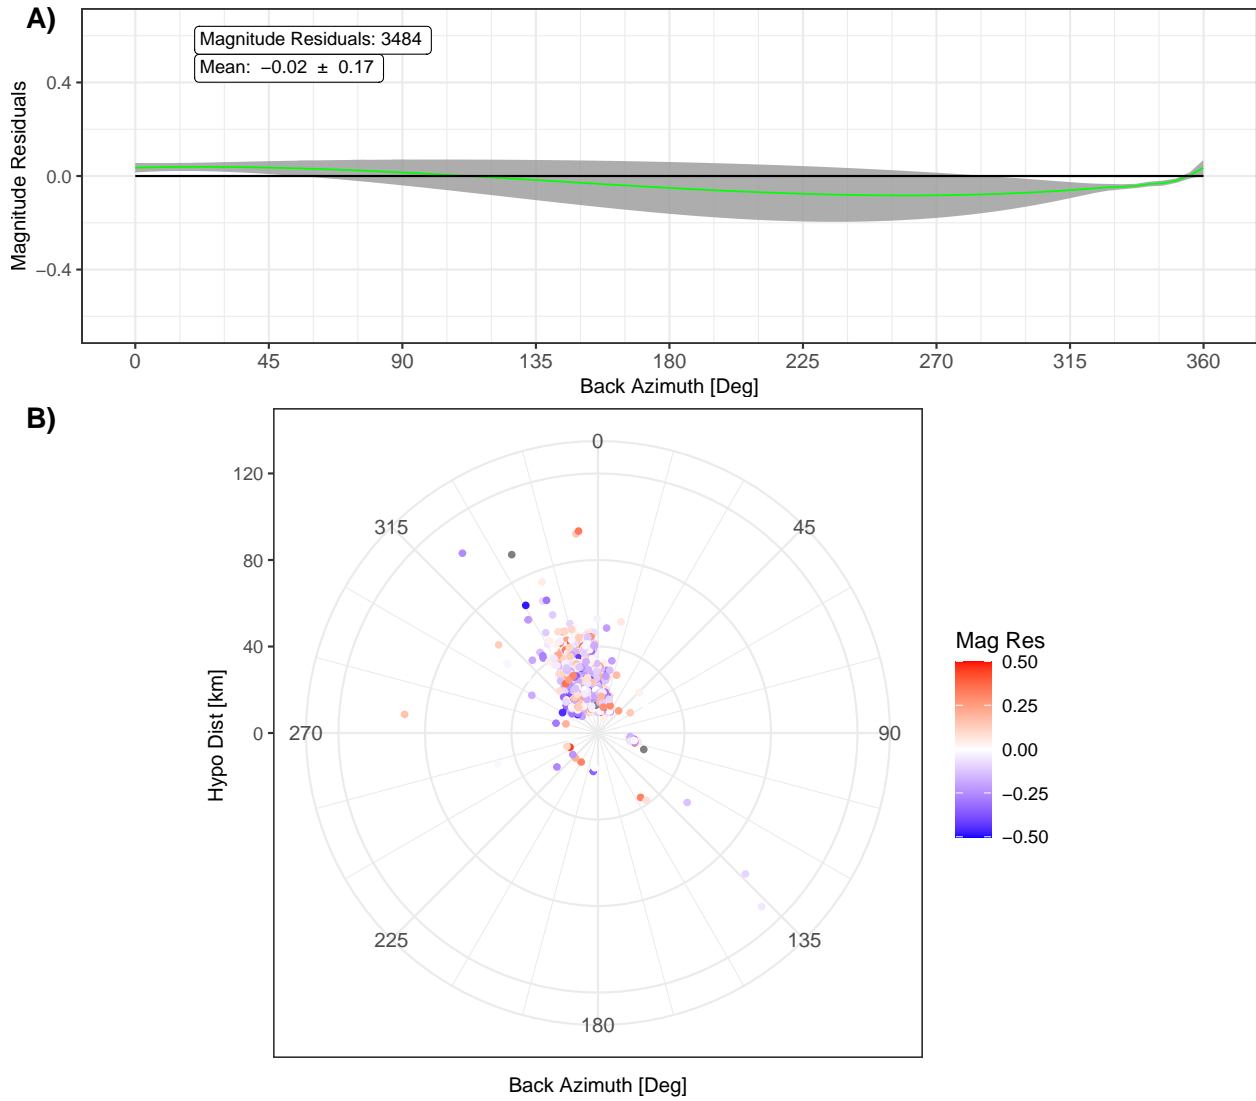 A)
Magnitude Residuals: 3484
Mean: −0.02 ± 0.17
Magnitude Residuals
0.4
0.0
−0.4
0 45 90 135 180 225 270 315 360
Back Azimuth [Deg]
B)
Hypo Dist [km]
120
80
40
0
0
45
90
135
180
225
270
315
Back Azimuth [Deg]
Mag Res
0.50
0.25
0.00
−0.25
−0.50